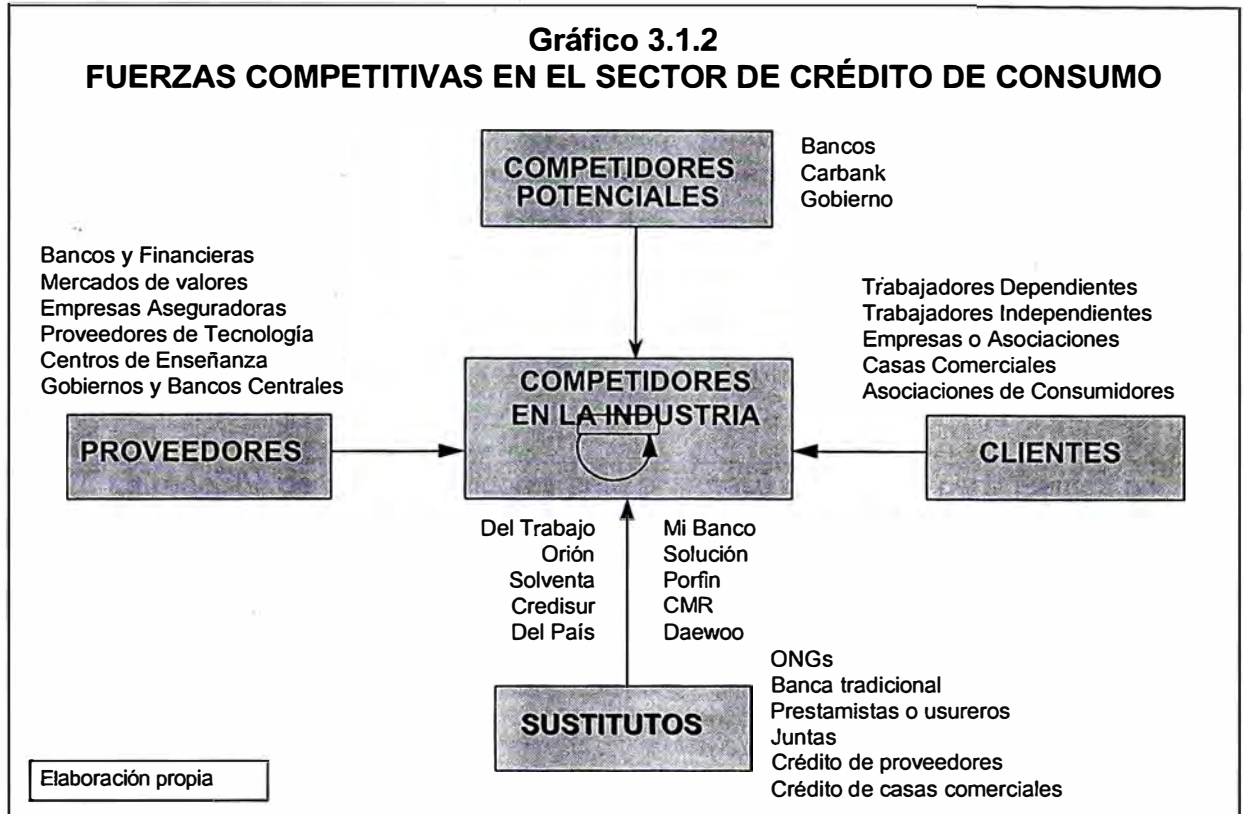 Gráfico 3.1.2
FUERZAS COMPETITIVAS EN EL SECTOR DE CRÉDITO DE CONSUMO
COMPETIDORES
POTENCIALES
Bancos
Carbank
Gobierno
Bancos y Financieras
Mercados de valores
Empresas Aseguradoras
Proveedores de Tecnología
Centros de Enseñanza
Gobiernos y Bancos Centrales
PROVEEDORES
COMPETIDORES
EN LA INDUSTRIA
Trabajadores Dependientes
Trabajadores Independientes
Empresas o Asociaciones
Casas Comerciales
Asociaciones de Consumidores
CLIENTES
Del Trabajo
Orión
Solventa
Credisur
Del País
Mi Banco
Solución
Porfin
CMR
Daewoo
SUSTITUTOS
ONGs
Banca tradicional
Prestamistas o usureros
Juntas
Crédito de proveedores
Crédito de casas comerciales
Elaboración propia